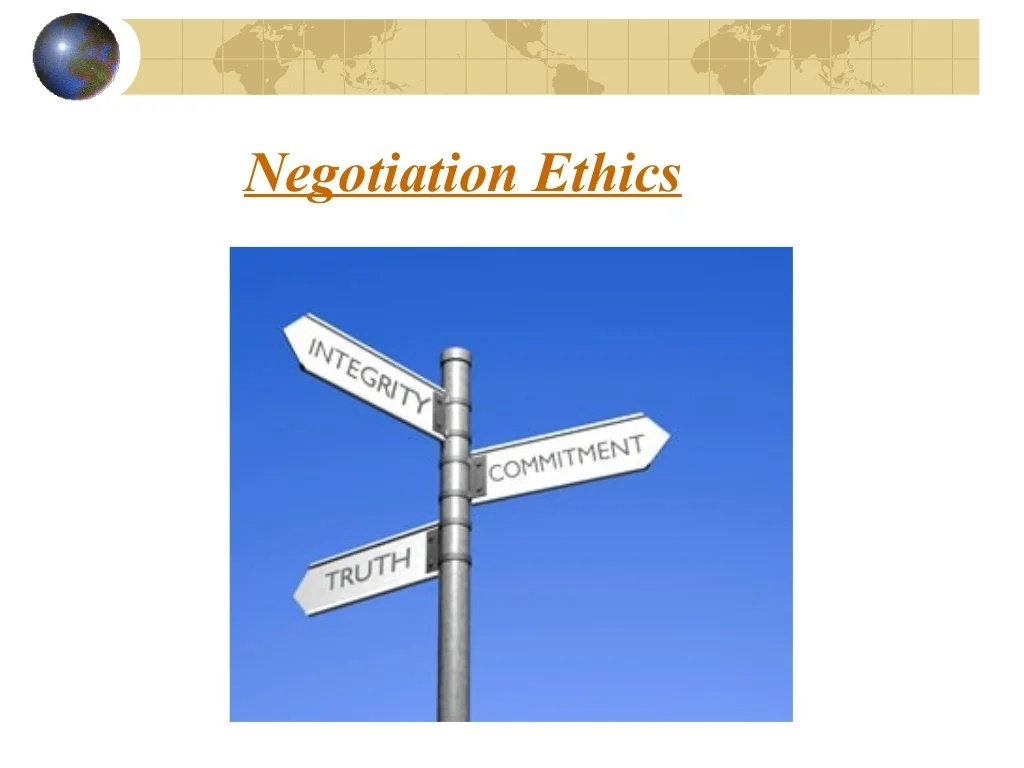 Negotiation Ethics
INTEGRITY
COMMITMENT
TRUTH